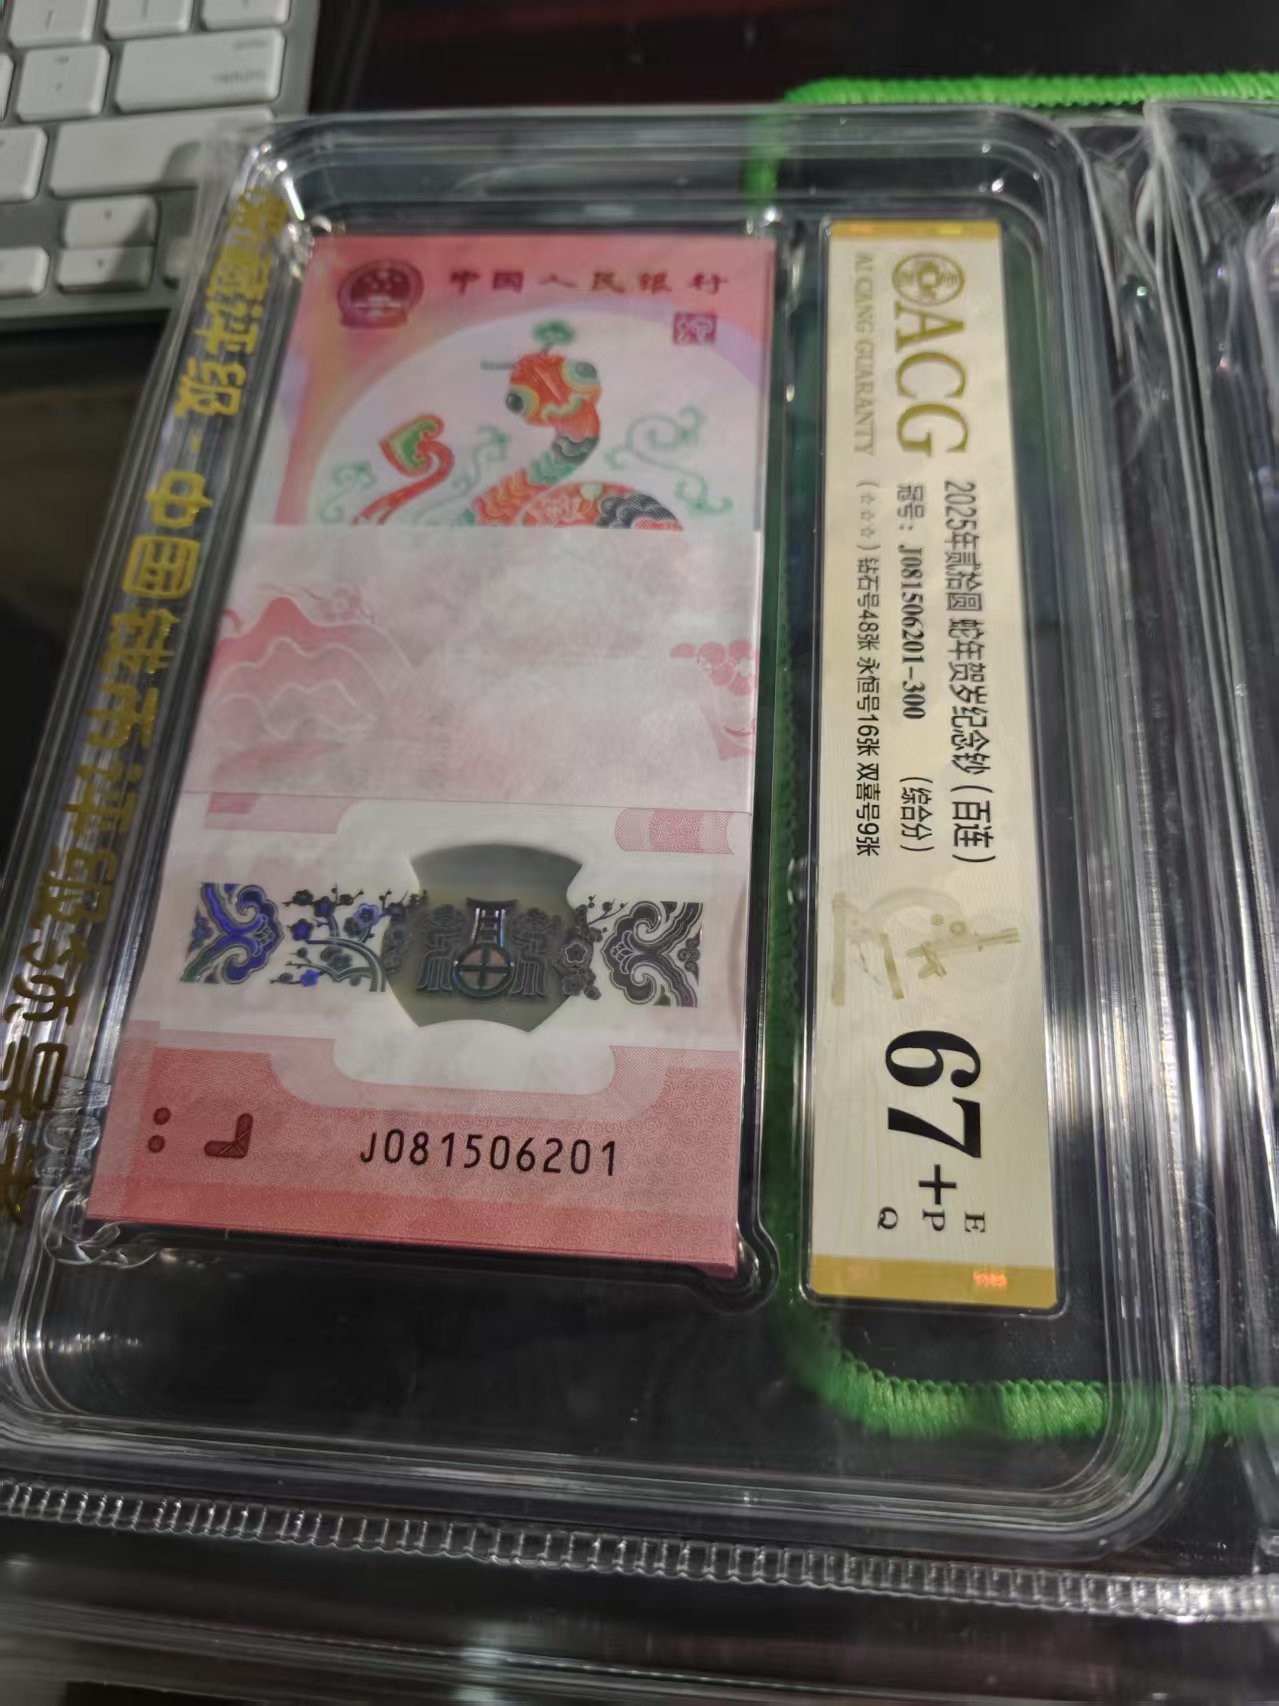 中国人民银行
J081506201
ACG
AI CANG GUARANTY
2025年贰拾圆 蛇年贺岁纪念钞（百连）
冠号：J081506201-300 （综合分）
（☆☆☆）钻石号48张 永恒号16张 双喜号9张
67+
E
P
Q